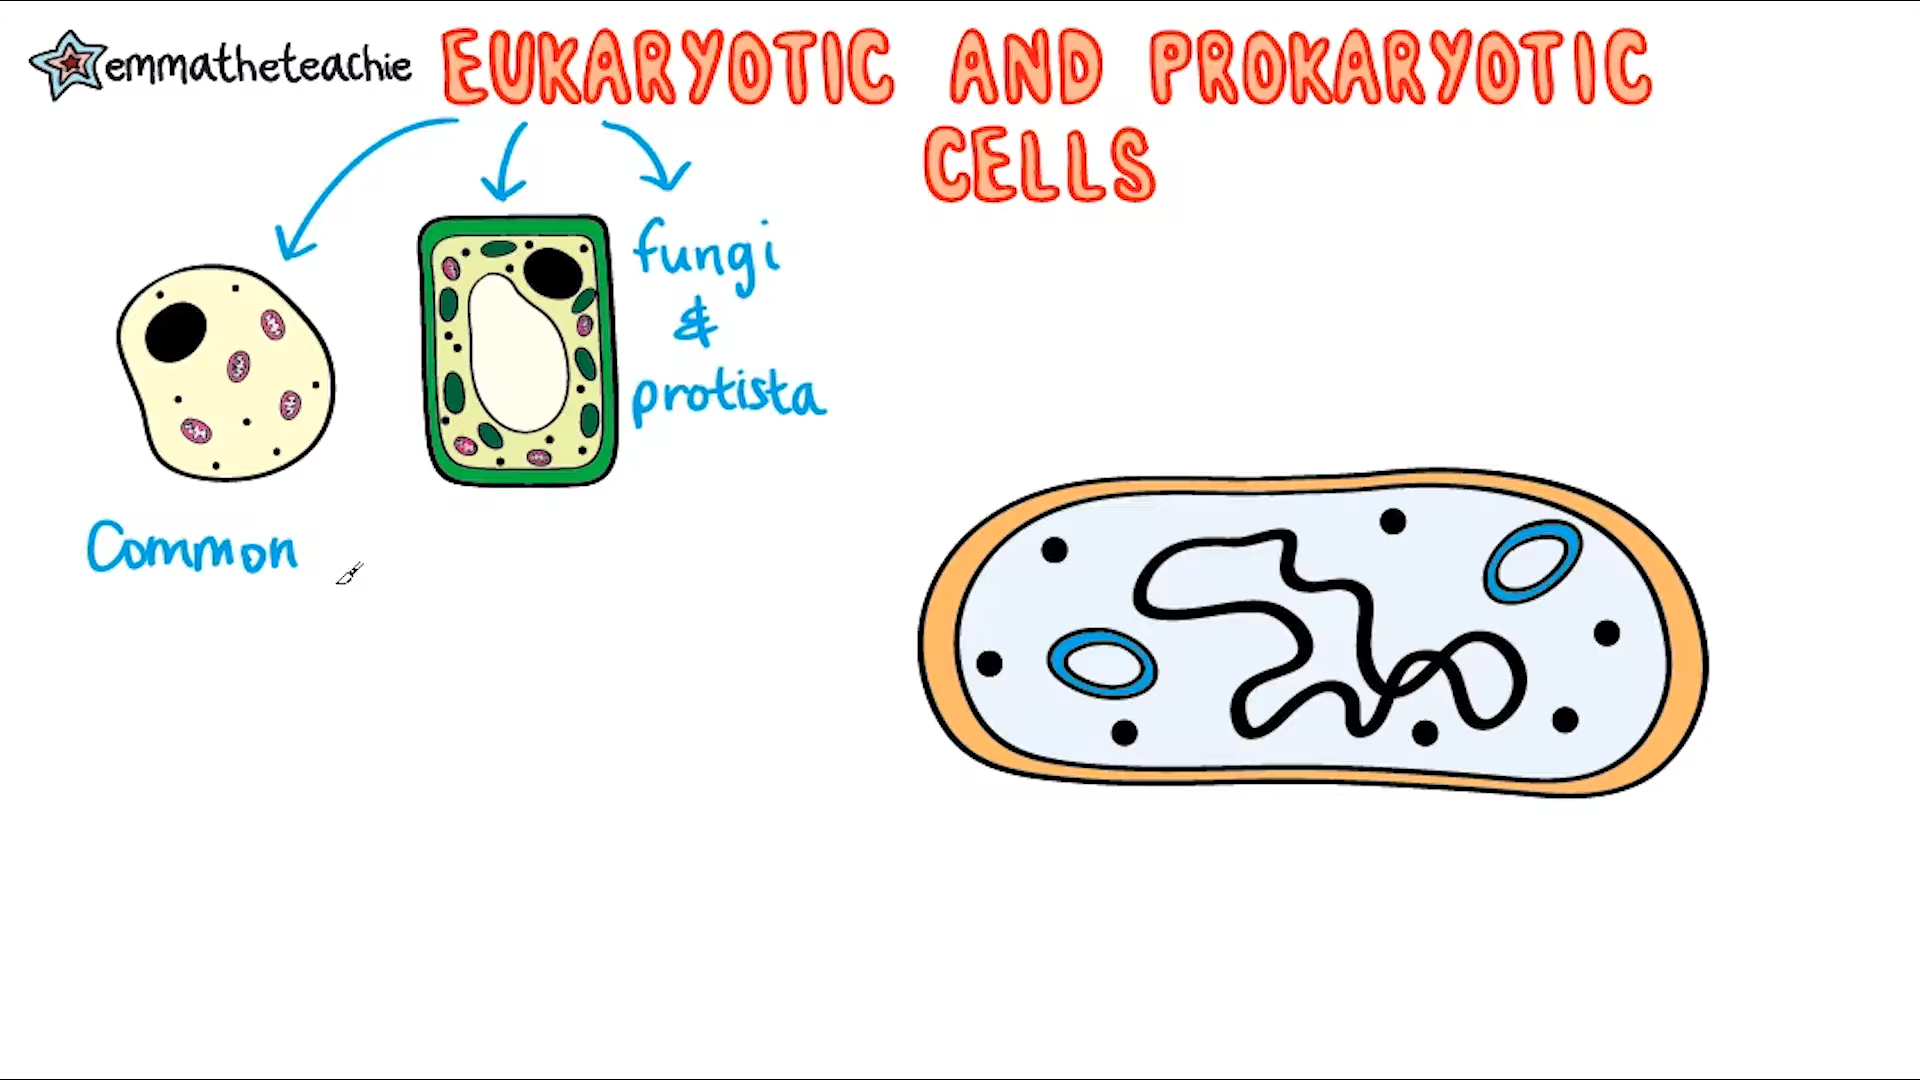 emmatheteachie
EUKARYOTIC AND PROKARYOTIC
CELLS
fungi
&
protista
Common